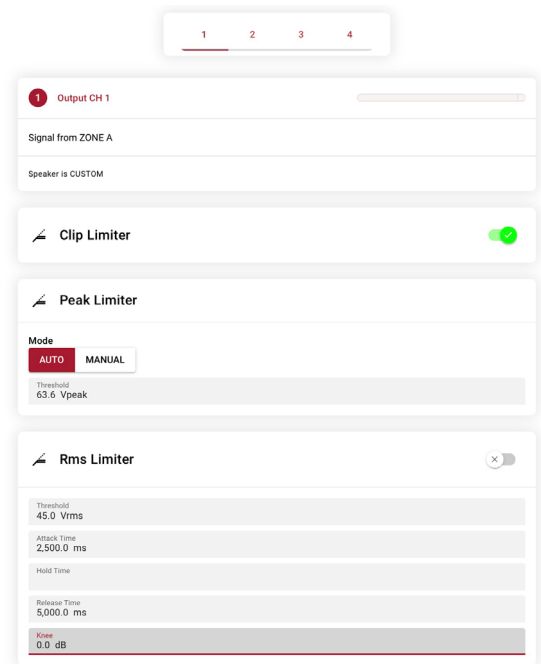 1 2 3 4
1 Output CH 1
Signal from ZONE A
Speaker is CUSTOM
Clip Limiter
Peak Limiter
Mode
AUTO MANUAL
Threshold
63.6 Vpeak
Rms Limiter
Threshold
45.0 Vrms
Attack Time
2,500.0 ms
Hold Time
Release Time
5,000.0 ms
Knee
0.0 dB